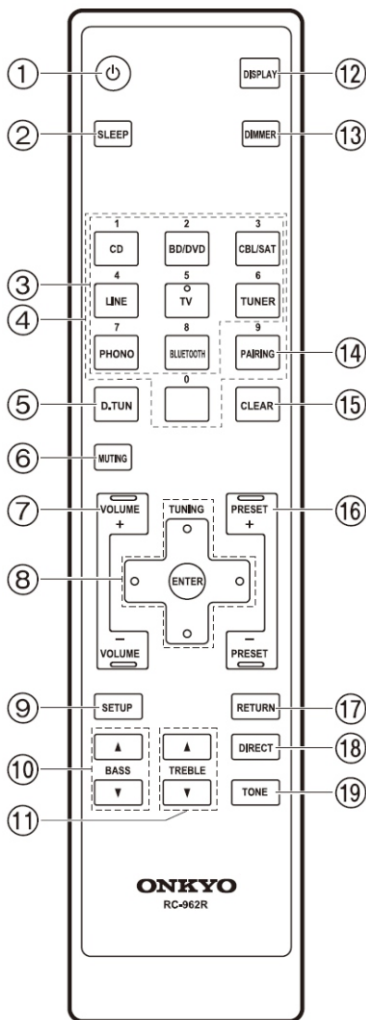 ① ⑫ DISPLAY
② SLEEP DIMMER ⑬
1 2 3
CD BD/DVD CBL/SAT
③ 4 5 6
LINE TV TUNER
④ 7 8 9
PHONO BLUETOOTH PAIRING ⑭
0
⑤ D.TUN CLEAR ⑮
⑥ MUTING
⑦ VOLUME TUNING PRESET ⑯
+ +
⑧ ENTER
− −
VOLUME PRESET
⑨ SETUP RETURN ⑰
▲ ▲ DIRECT ⑱
⑩ BASS TREBLE
▼ ▼ TONE ⑲
⑪
ONKYO
RC-962R